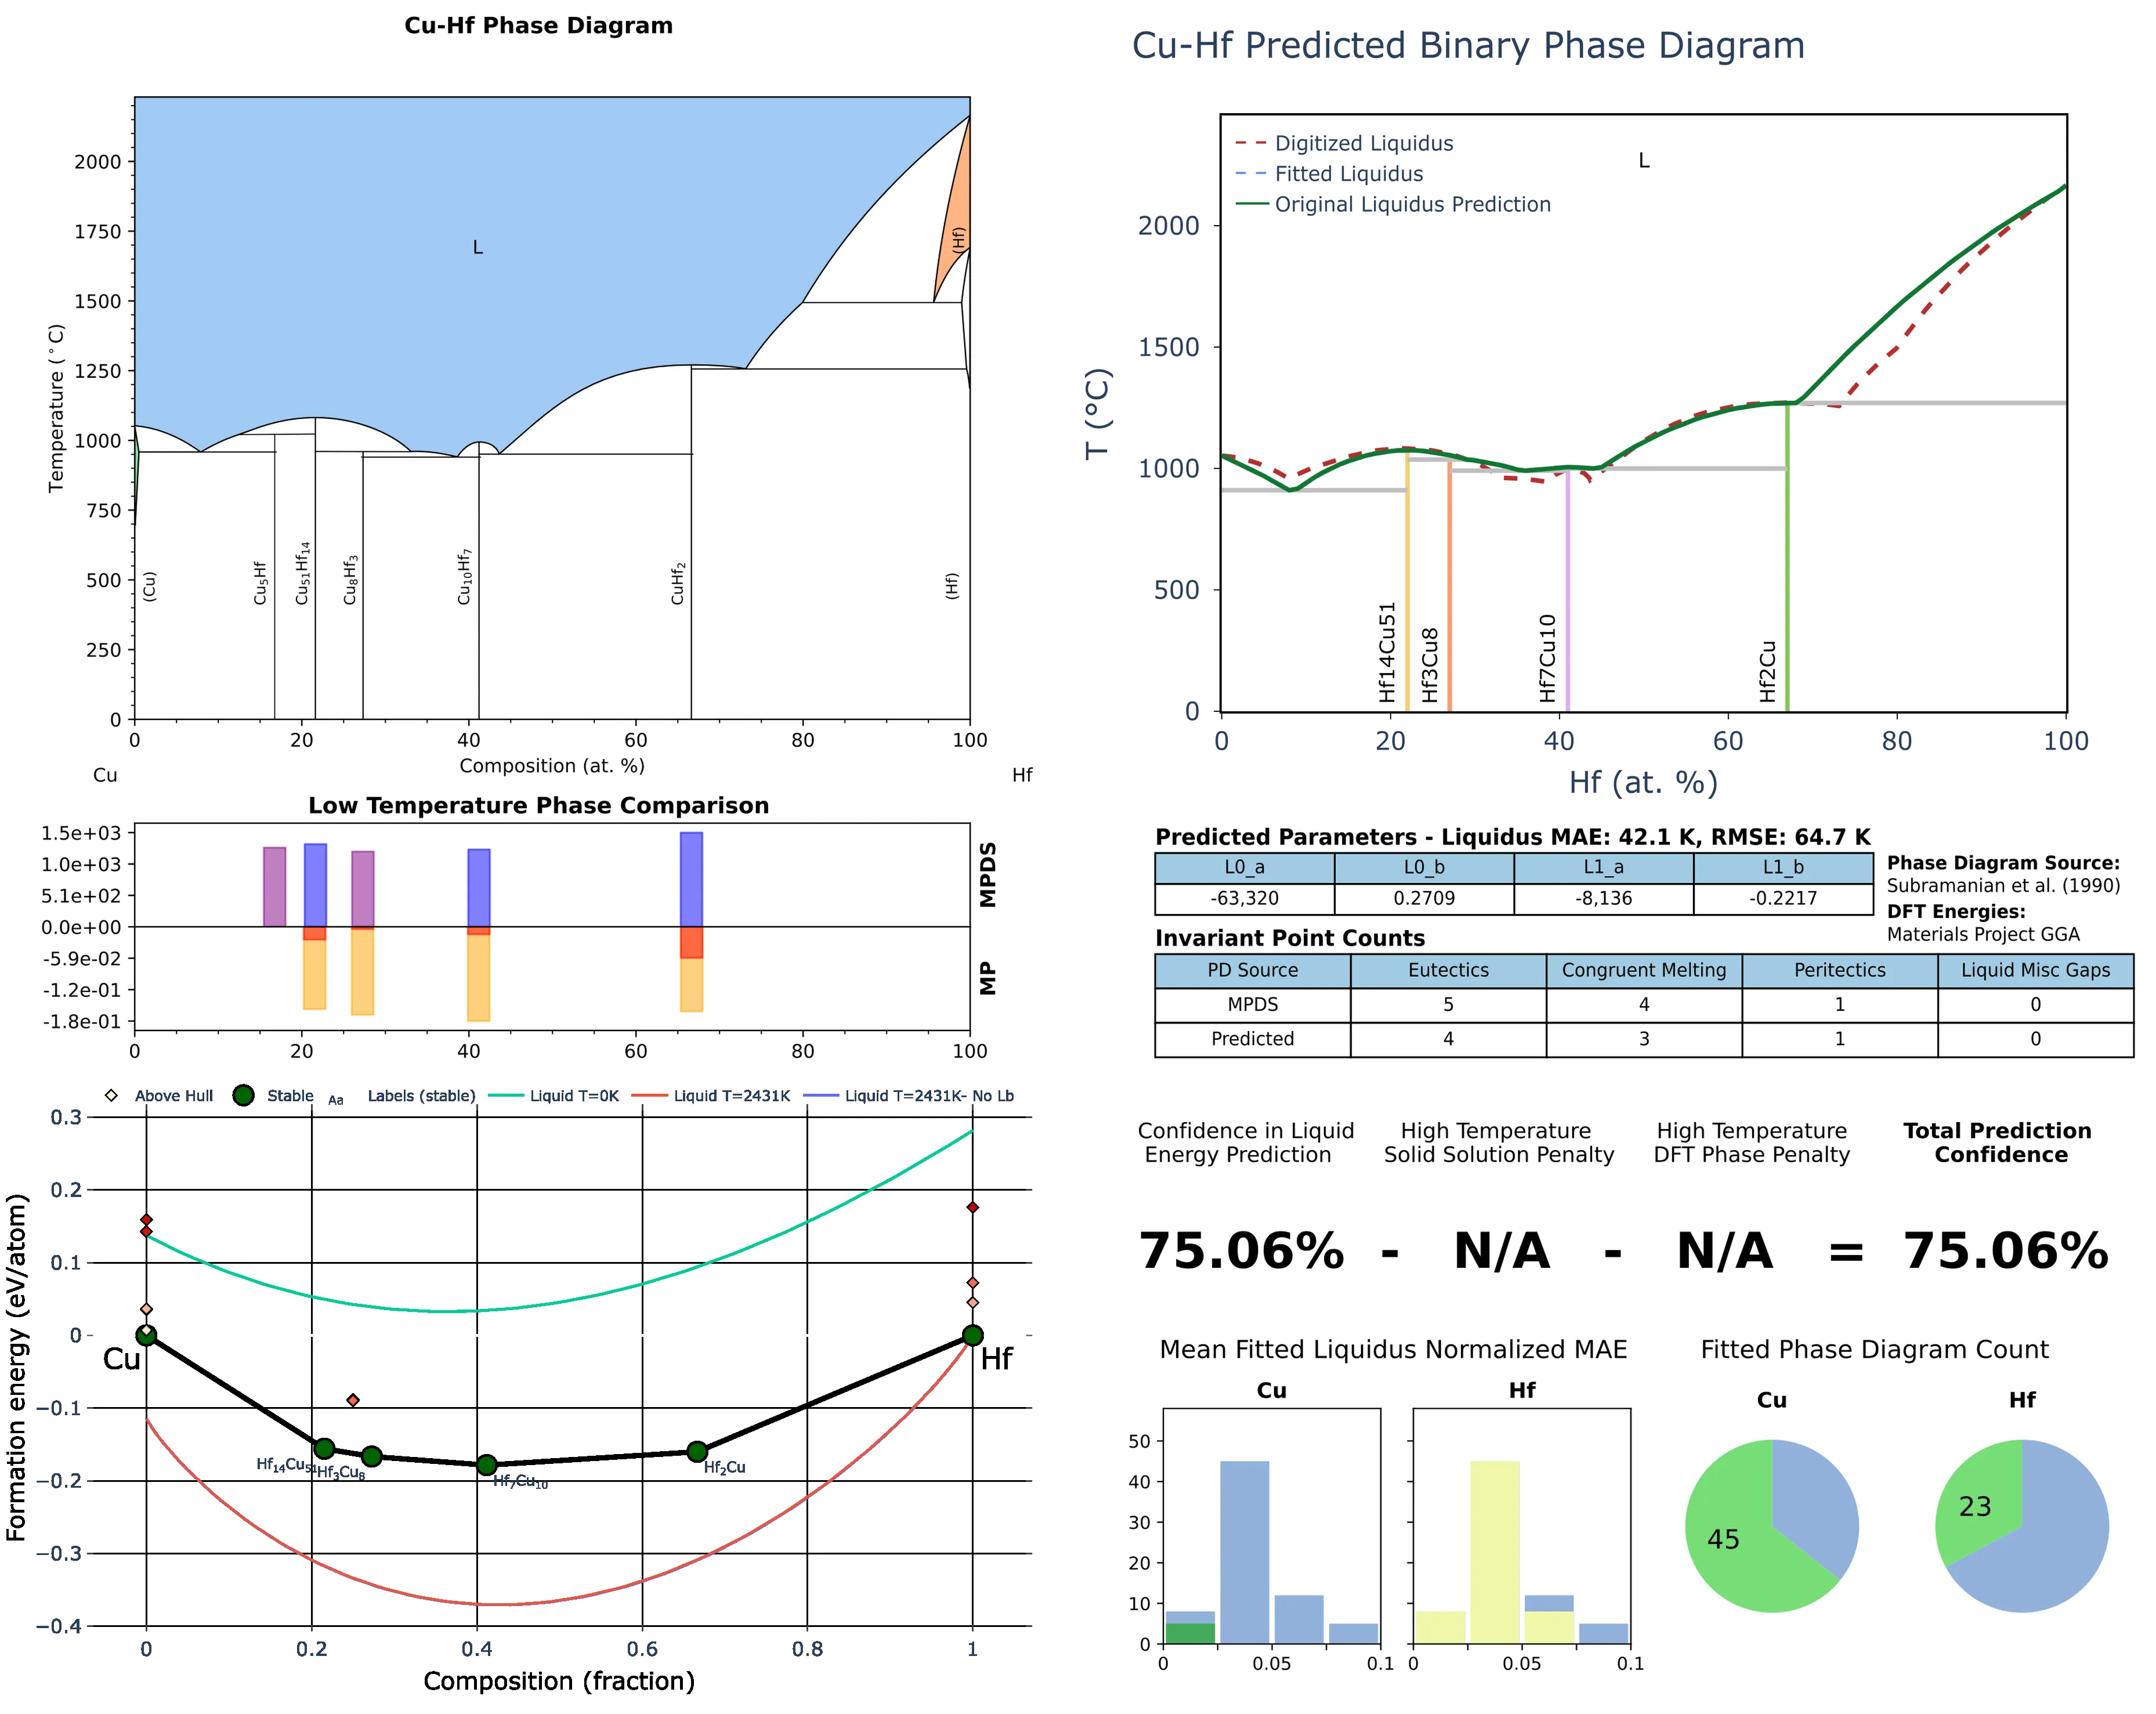 Cu-Hf Phase Diagram
2000
1750
1500
1250
1000
750
500
250
0
Temperature (°C)
L
(Hf)
(Cu)
Cu₅Hf
Cu₅₁Hf₁₄
Cu₈Hf₃
Cu₁₀Hf₇
CuHf₂
(Hf)
0 20 40 60 80 100
Composition (at. %)
Cu Hf
Cu-Hf Predicted Binary Phase Diagram
Digitized Liquidus
Fitted Liquidus
Original Liquidus Prediction
L
2000
1500
1000
500
0
T (°C)
Hf14Cu51
Hf3Cu8
Hf7Cu10
Hf2Cu
0 20 40 60 80 100
Hf (at. %)
Low Temperature Phase Comparison
1.5e+03
1.0e+03
5.1e+02
0.0e+00
-5.9e-02
-1.2e-01
-1.8e-01
MPDS
MP
0 20 40 60 80 100
Predicted Parameters - Liquidus MAE: 42.1 K, RMSE: 64.7 K
L0_a L0_b L1_a L1_b
-63,320 0.2709 -8,136 -0.2217
Phase Diagram Source:
Subramanian et al. (1990)
DFT Energies:
Materials Project GGA
Invariant Point Counts
PD Source Eutectics Congruent Melting Peritectics Liquid Misc Gaps
MPDS 5 4 1 0
Predicted 4 3 1 0
Above Hull Stable Aa Labels (stable) Liquid T=0K Liquid T=2431K Liquid T=2431K- No Lb
0.3
0.2
0.1
0
−0.1
−0.2
−0.3
−0.4
Formation energy (eV/atom)
Cu
Hf
Hf₁₄Cu₅₁
Hf₃Cu₈
Hf₇Cu₁₀
Hf₂Cu
0 0.2 0.4 0.6 0.8 1
Composition (fraction)
Confidence in Liquid
Energy Prediction
High Temperature
Solid Solution Penalty
High Temperature
DFT Phase Penalty
Total Prediction
Confidence
75.06% - N/A - N/A = 75.06%
Mean Fitted Liquidus Normalized MAE
Cu
Hf
50
40
30
20
10
0
0 0.05 0.1
0 0.05 0.1
Fitted Phase Diagram Count
Cu
Hf
45
23